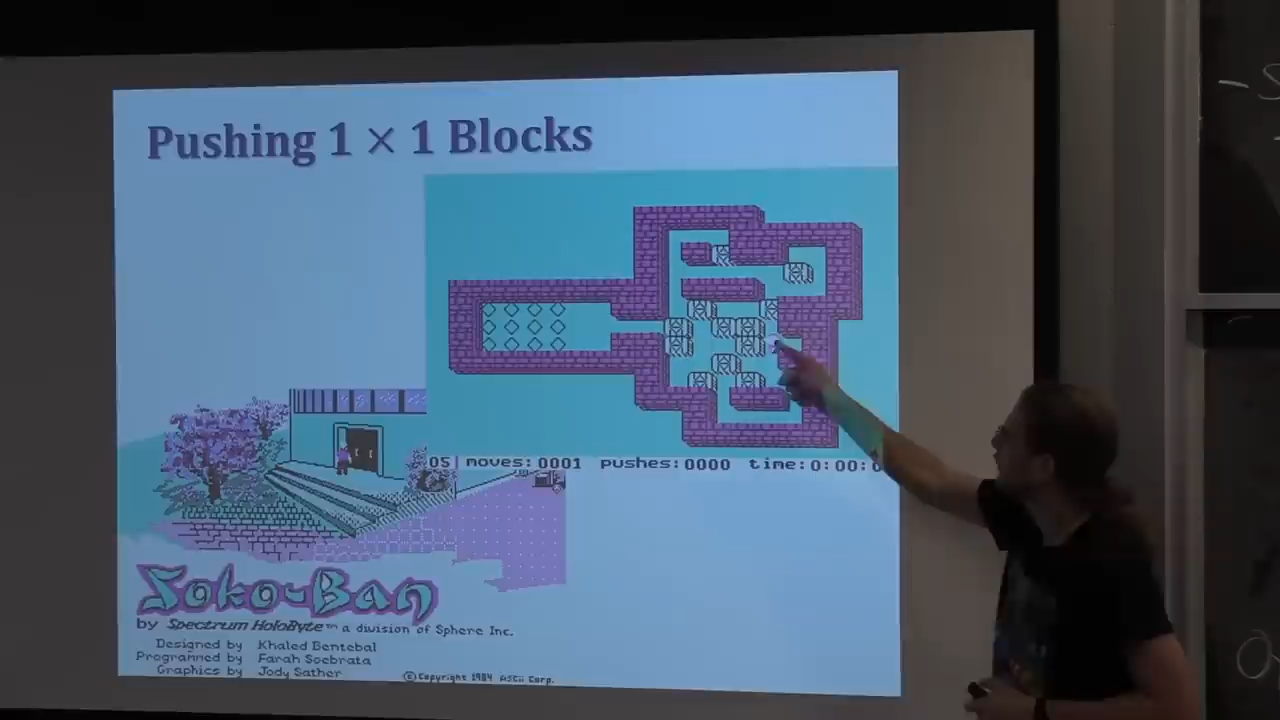 Pushing 1 × 1 Blocks
05 moves:0001 pushes:0000 time:0:00:0
Soko-Ban
by Spectrum HoloByte™ a division of Sphere Inc.
Designed by Khaled Bentebal
Programmed by Farah Soebrata
Graphics by Jody Sather
©Copyright 1984 ASCII Corp.